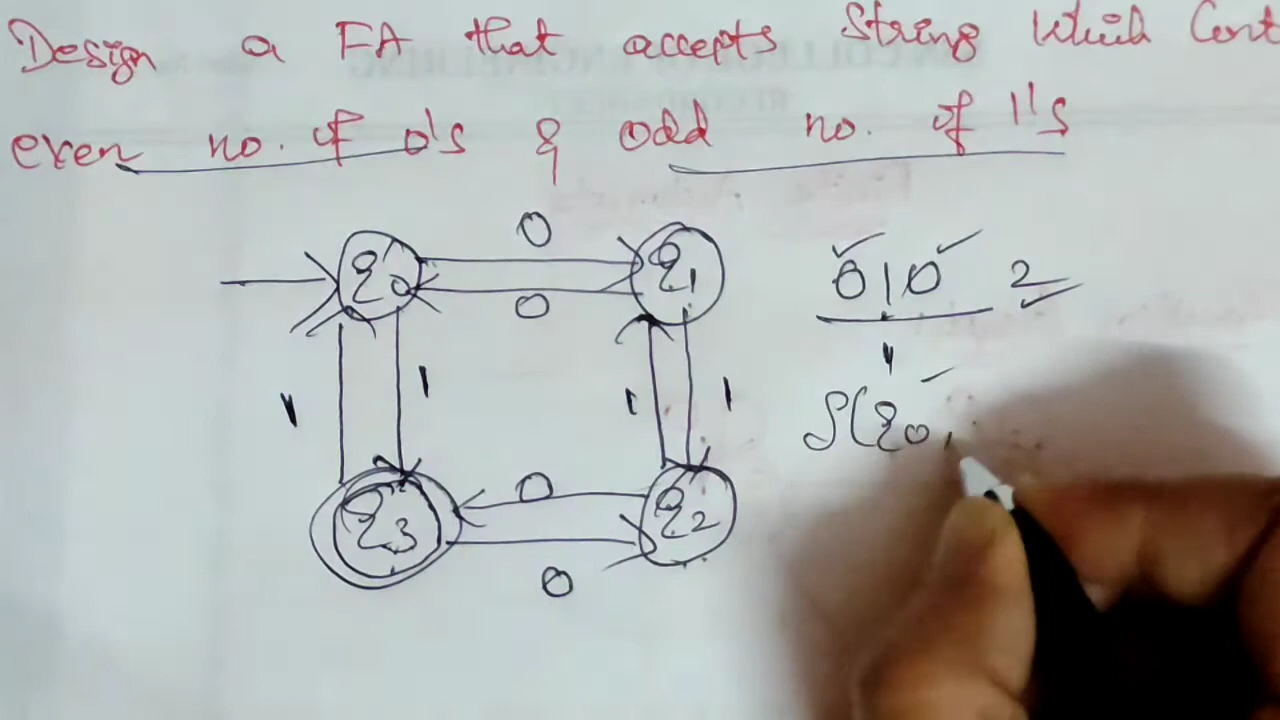 Design a FA that accepts String which Cont
even no. of 0's & odd no. of 1's
0
q0 q1
0
010 2
1
1 1 1 1
δ(q0,
0
q3 q2
0